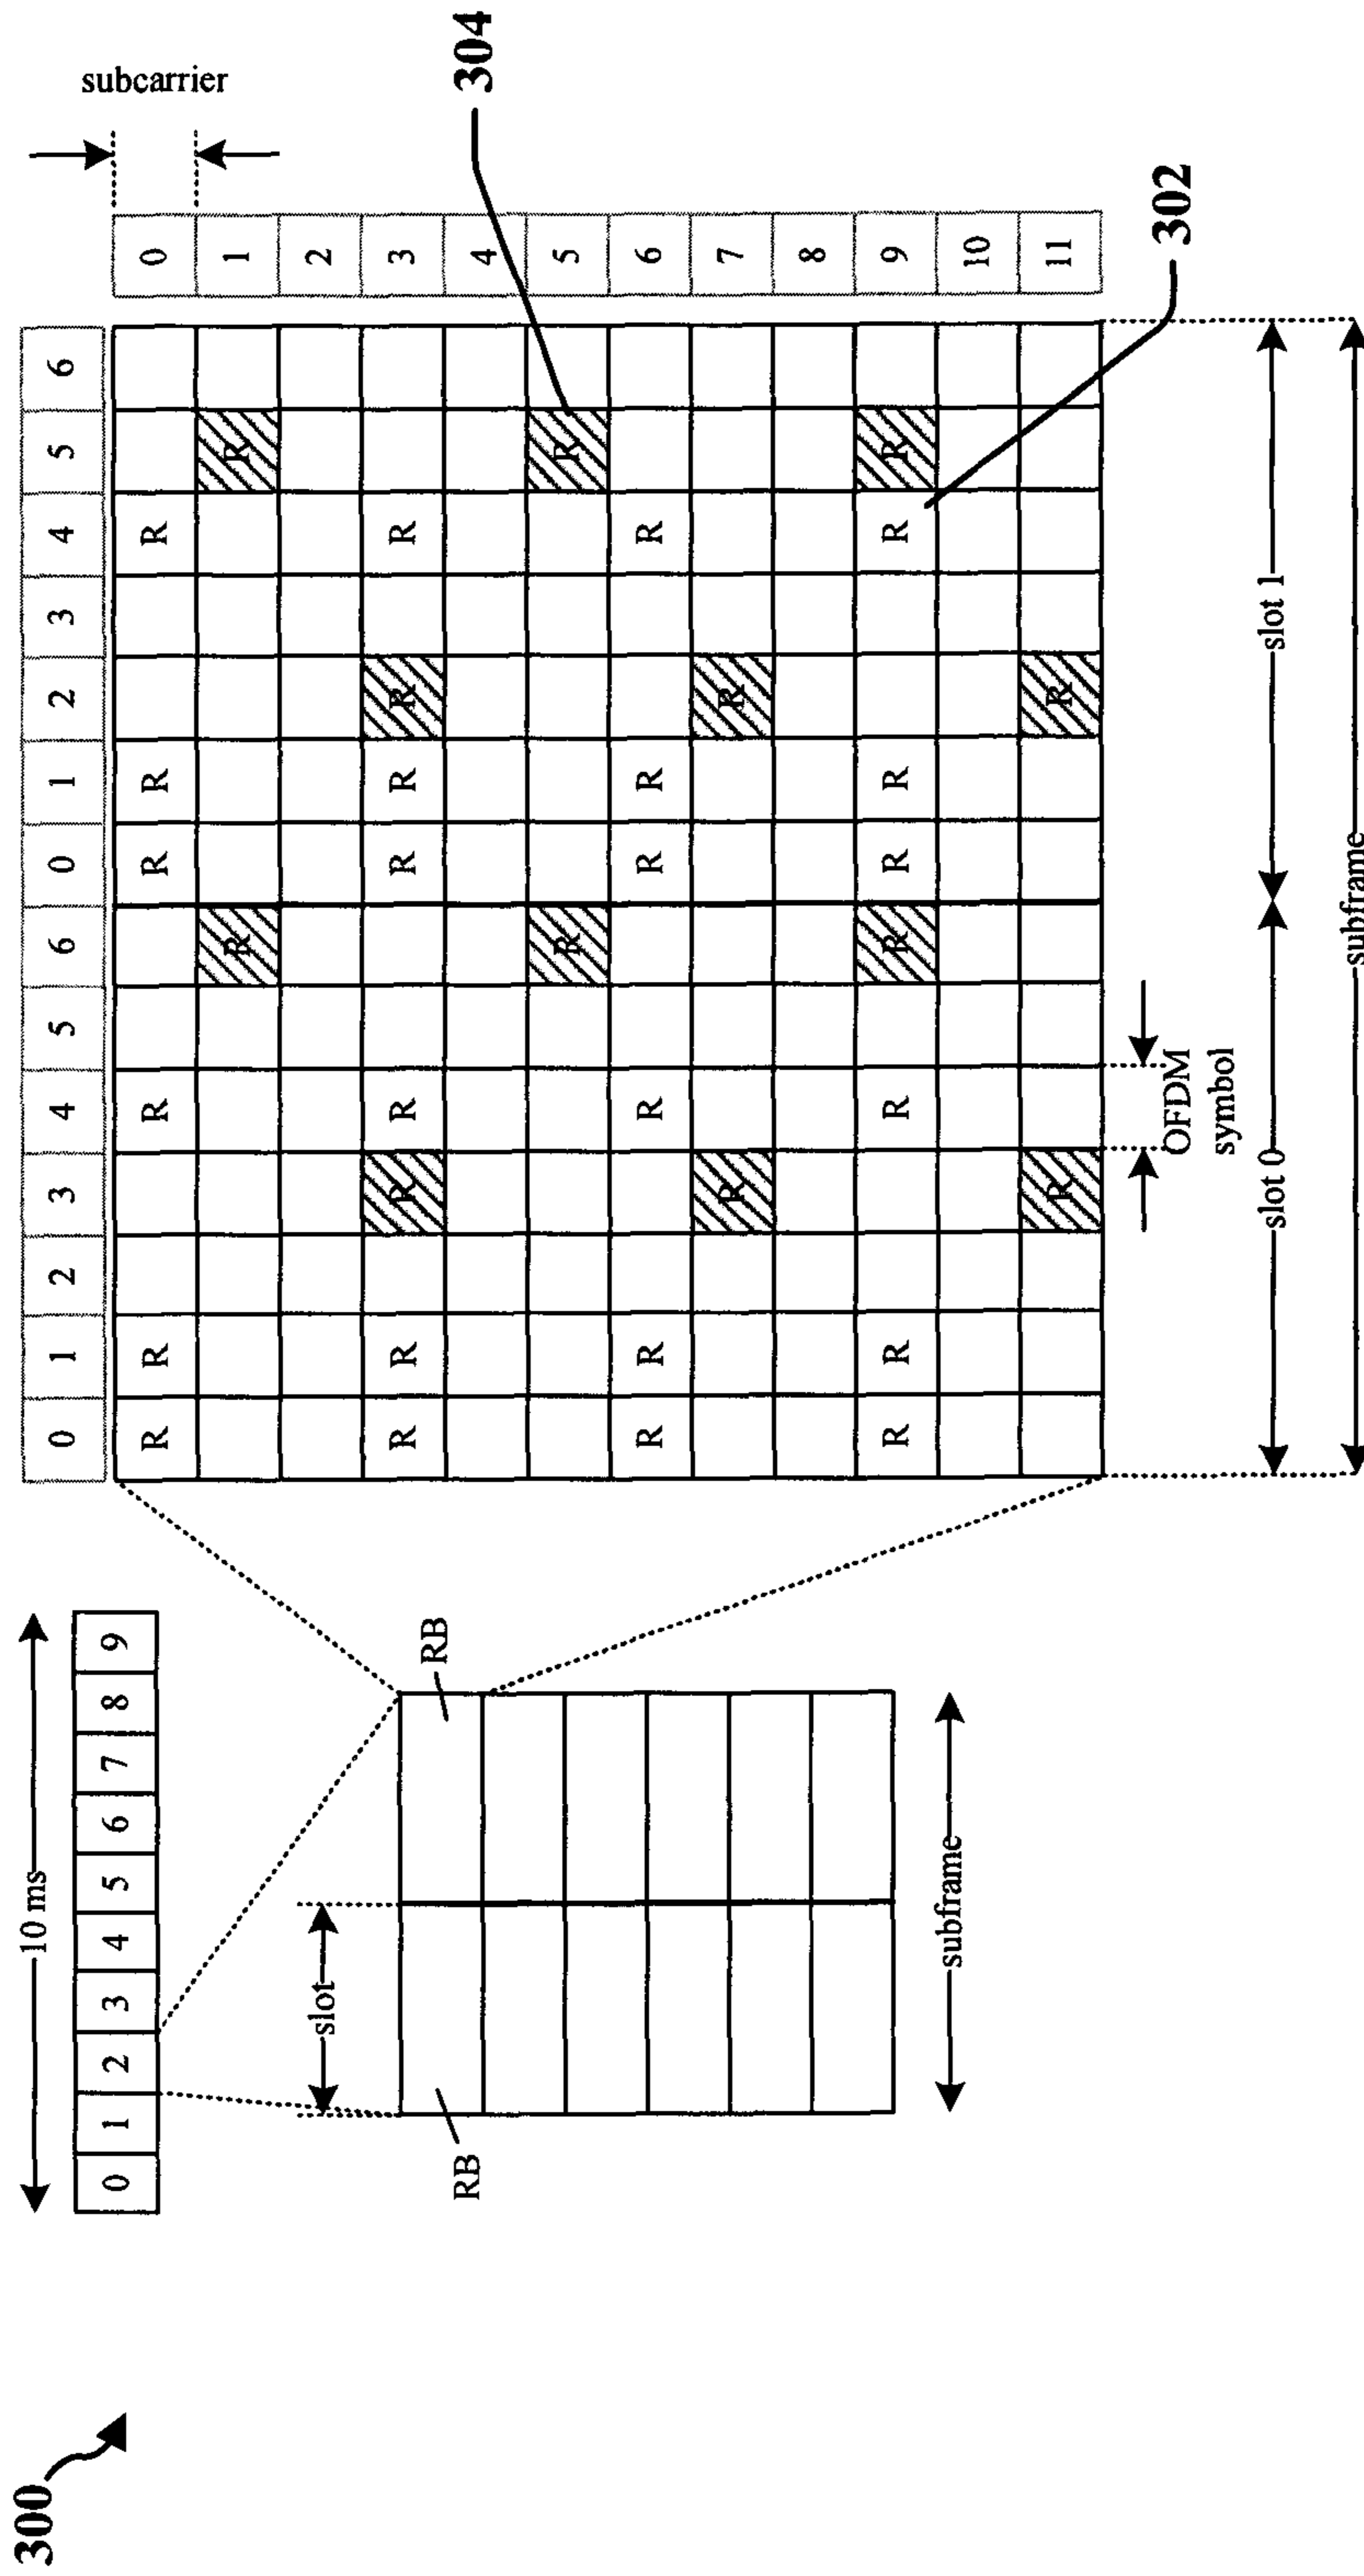 300
10 ms
0 1 2 3 4 5 6 7 8 9
slot
RB
RB
subframe
0 1 2 3 4 5 6 0 1 2 3 4 5 6
subcarrier
R R R R R R 0
R R 1
2
R R R R R R R R 3
4
R R 5
R R R R R R 6
R R 7
8
R R R R R R R R 9
10
R R 11
304
302
OFDM
symbol
slot 0
slot 1
subframe